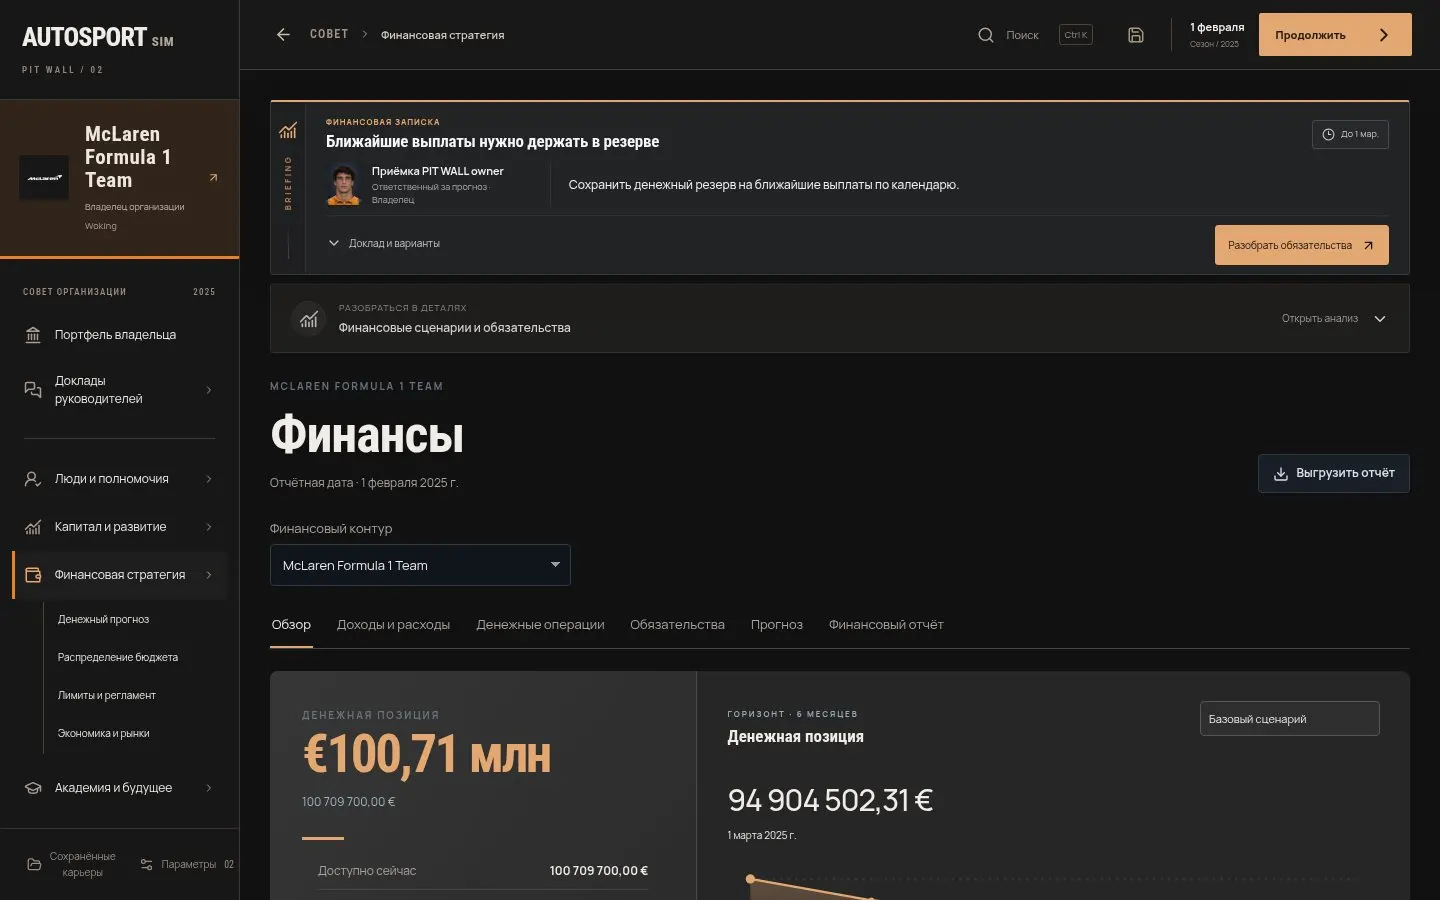 AUTOSPORT SIM
PIT WALL / 02
McLaren
Formula 1
Team
Владелец организации
Woking
McLaren
СОВЕТ ОРГАНИЗАЦИИ 2025
Портфель владельца
Доклады
руководителей
Люди и полномочия
Капитал и развитие
Финансовая стратегия
Денежный прогноз
Распределение бюджета
Лимиты и регламент
Экономика и рынки
Академия и будущее
Сохранённые
карьеры
Параметры 02
СОВЕТ
Финансовая стратегия
Поиск
Ctrl K
1 февраля
Сезон / 2025
Продолжить
BRIEFING
ФИНАНСОВАЯ ЗАПИСКА
Ближайшие выплаты нужно держать в резерве
До 1 мар.
Приёмка PIT WALL owner
Ответственный за прогноз ·
Владелец
Сохранить денежный резерв на ближайшие выплаты по календарю.
Доклад и варианты
Разобрать обязательства
РАЗОБРАТЬСЯ В ДЕТАЛЯХ
Финансовые сценарии и обязательства
Открыть анализ
MCLAREN FORMULA 1 TEAM
Финансы
Отчётная дата · 1 февраля 2025 г.
Выгрузить отчёт
Финансовый контур
McLaren Formula 1 Team
Обзор
Доходы и расходы
Денежные операции
Обязательства
Прогноз
Финансовый отчёт
ДЕНЕЖНАЯ ПОЗИЦИЯ
€100,71 млн
100 709 700,00 €
Доступно сейчас 100 709 700,00 €
ГОРИЗОНТ · 6 МЕСЯЦЕВ
Денежная позиция
Базовый сценарий
94 904 502,31 €
1 марта 2025 г.